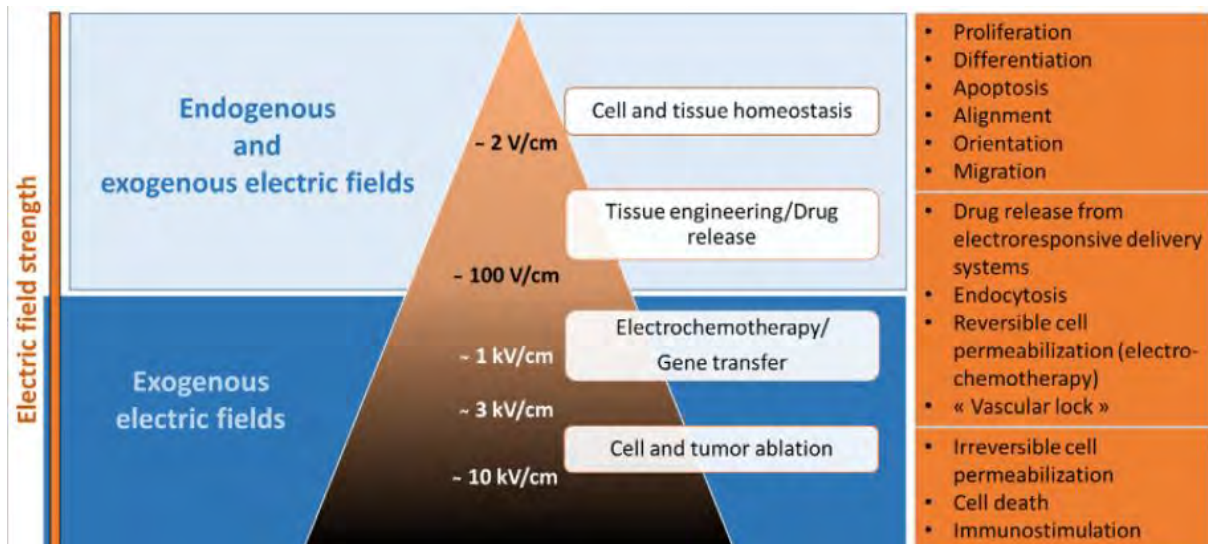 Electric field strength
Endogenous
and
exogenous electric fields
Exogenous
electric fields
~ 2 V/cm
~ 100 V/cm
~ 1 kV/cm
~ 3 kV/cm
~ 10 kV/cm
Cell and tissue homeostasis
Tissue engineering/Drug
release
Electrochemotherapy/
Gene transfer
Cell and tumor ablation
• Proliferation
• Differentiation
• Apoptosis
• Alignment
• Orientation
• Migration
• Drug release from
electroresponsive delivery
systems
• Endocytosis
• Reversible cell
permeabilization (electro-
chemotherapy)
• « Vascular lock »
• Irreversible cell
permeabilization
• Cell death
• Immunostimulation